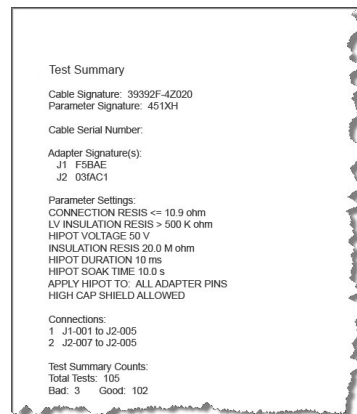 Test Summary
Cable Signature: 39392F-4Z020
Parameter Signature: 451XH
Cable Serial Number:
Adapter Signature(s):
J1 F5BAE
J2 03fAC1
Parameter Settings:
CONNECTION RESIS <= 10.9 ohm
LV INSULATION RESIS > 500 K ohm
HIPOT VOLTAGE 50 V
INSULATION RESIS 20.0 M ohm
HIPOT DURATION 10 ms
HIPOT SOAK TIME 10.0 s
APPLY HIPOT TO: ALL ADAPTER PINS
HIGH CAP SHIELD ALLOWED
Connections:
1 J1-001 to J2-005
2 J2-007 to J2-005
Test Summary Counts:
Total Tests: 105
Bad: 3 Good: 102